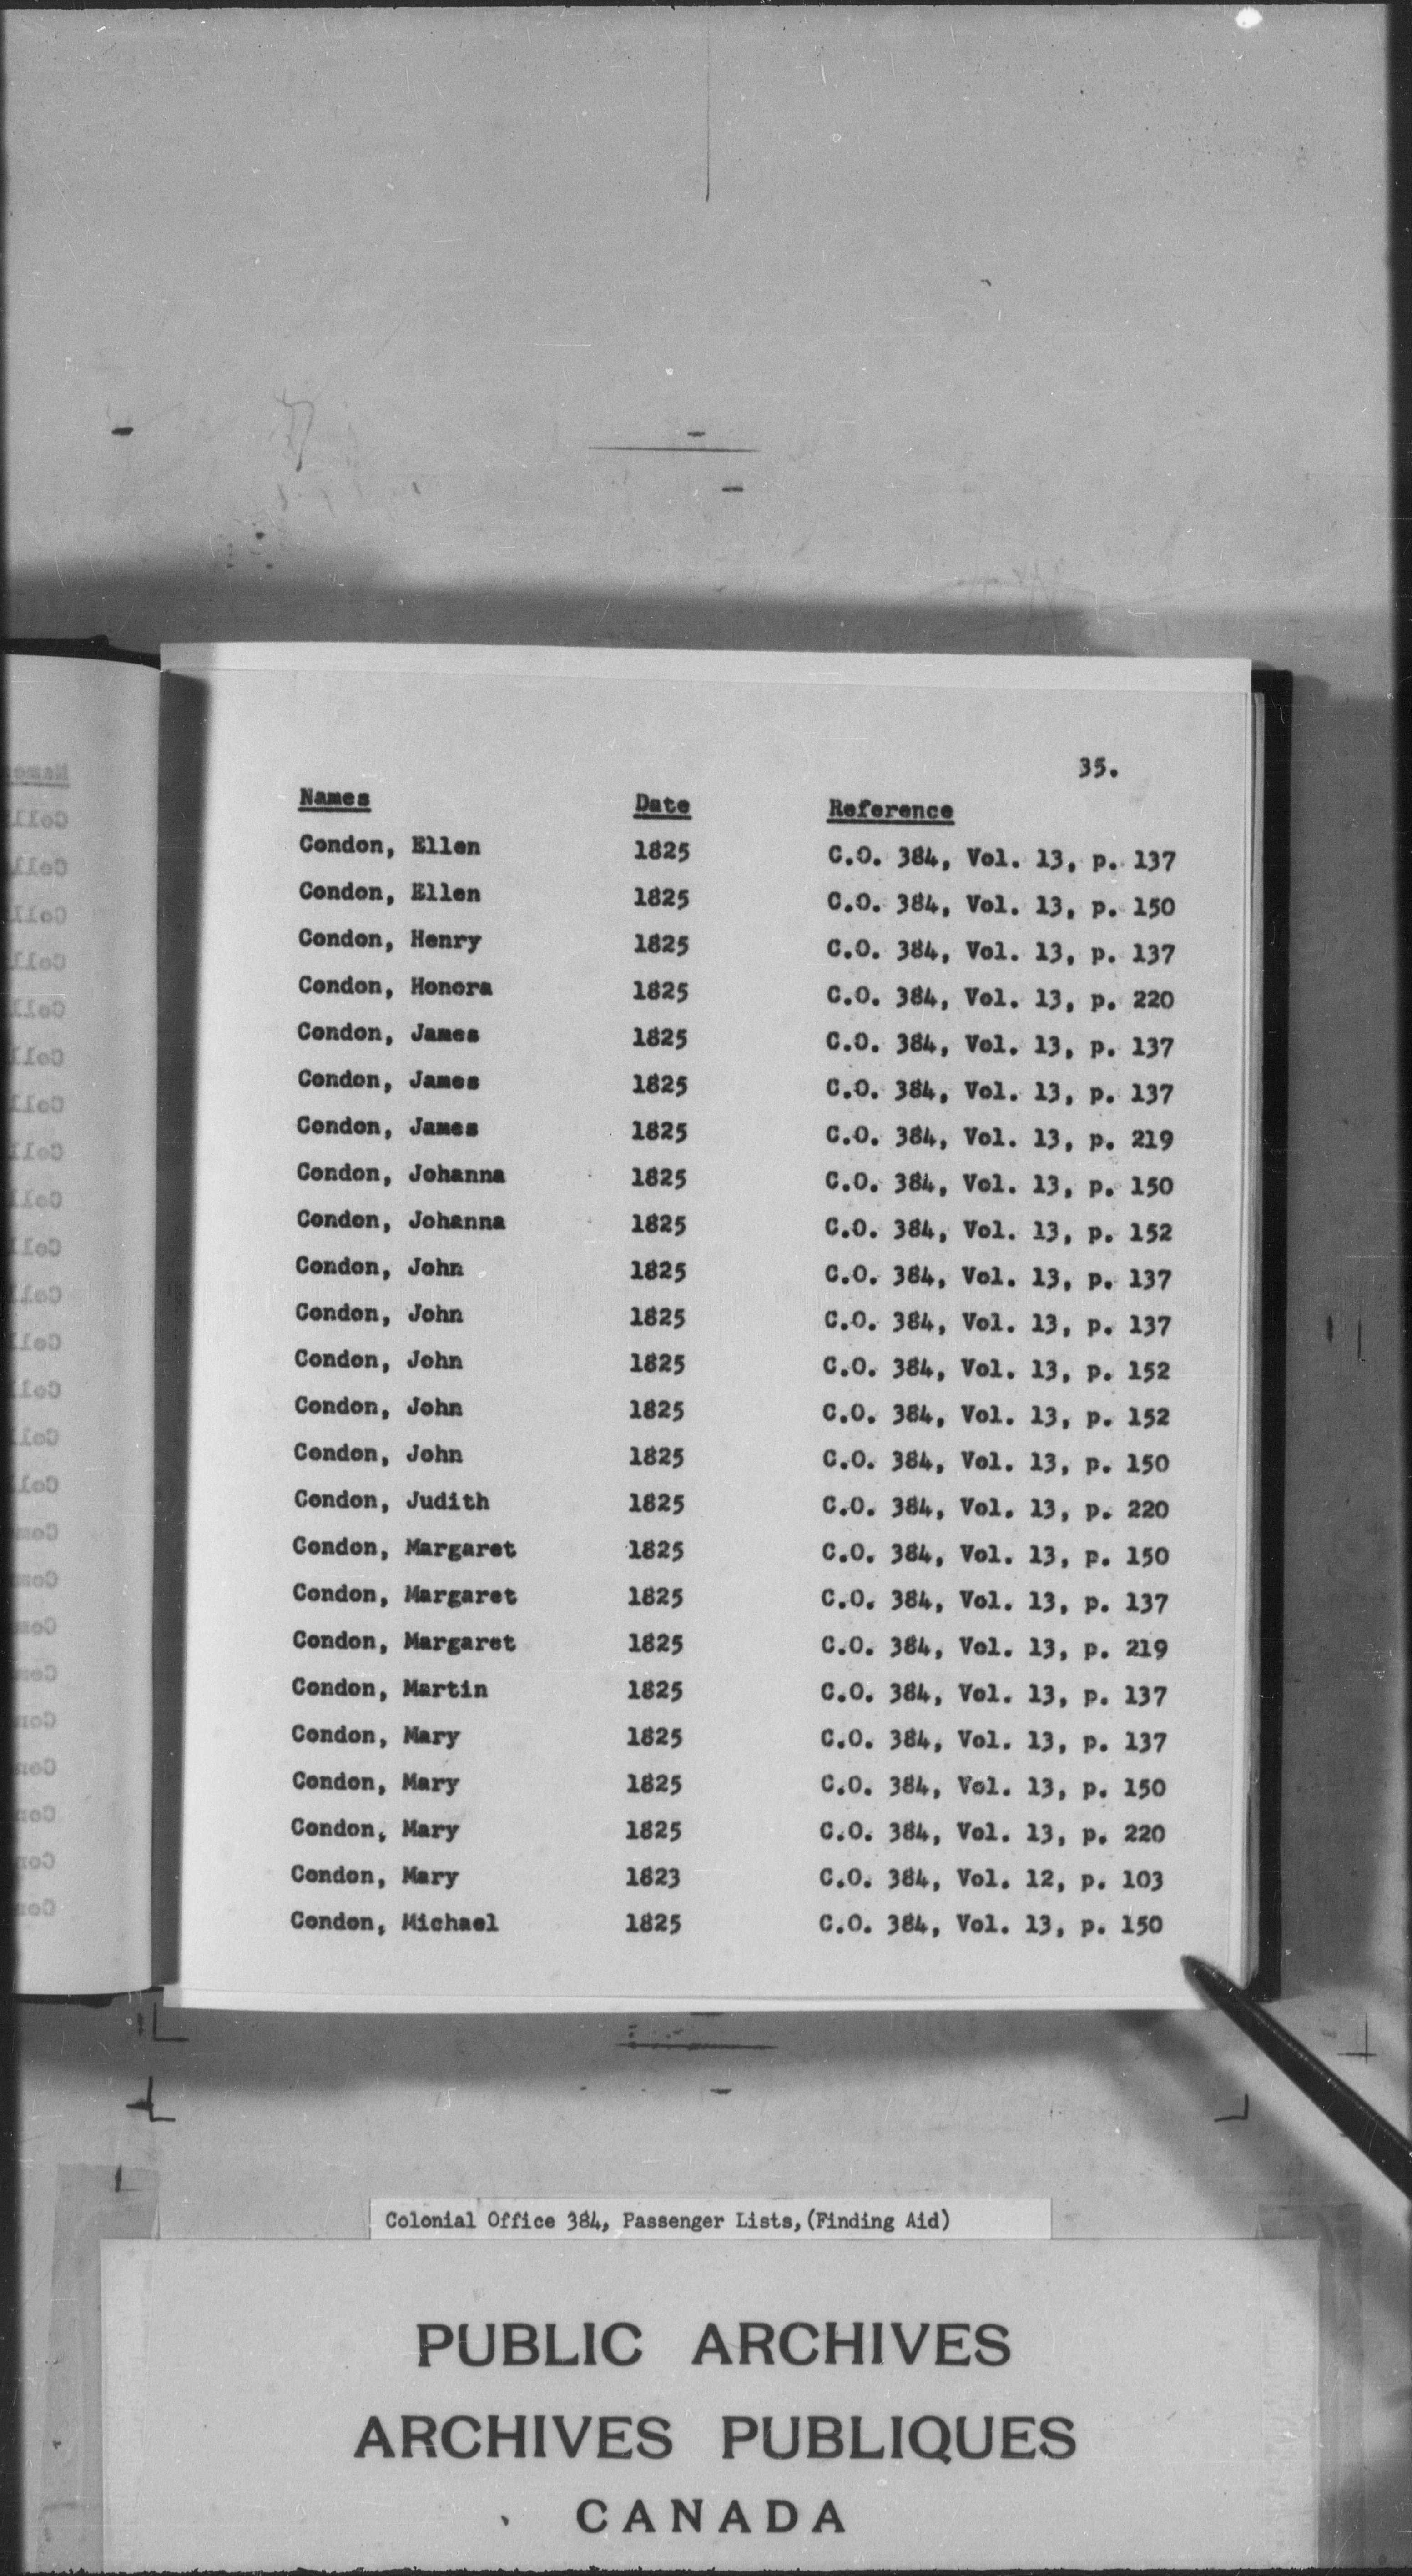 35.
Names Date Reference
Condon, Ellen 1825 C.O. 384, Vol. 13, p. 137
Condon, Ellen 1825 C.O. 384, Vol. 13, p. 150
Condon, Henry 1825 C.O. 384, Vol. 13, p. 137
Condon, Honora 1825 C.O. 384, Vol. 13, p. 220
Condon, James 1825 C.O. 384, Vol. 13, p. 137
Condon, James 1825 C.O. 384, Vol. 13, p. 137
Condon, James 1825 C.O. 384, Vol. 13, p. 219
Condon, Johanna 1825 C.O. 384, Vol. 13, p. 150
Condon, Johanna 1825 C.O. 384, Vol. 13, p. 152
Condon, John 1825 C.O. 384, Vol. 13, p. 137
Condon, John 1825 C.O. 384, Vol. 13, p. 137
Condon, John 1825 C.O. 384, Vol. 13, p. 152
Condon, John 1825 C.O. 384, Vol. 13, p. 152
Condon, John 1825 C.O. 384, Vol. 13, p. 150
Condon, Judith 1825 C.O. 384, Vol. 13, p. 220
Condon, Margaret 1825 C.O. 384, Vol. 13, p. 150
Condon, Margaret 1825 C.O. 384, Vol. 13, p. 137
Condon, Margaret 1825 C.O. 384, Vol. 13, p. 219
Condon, Martin 1825 C.O. 384, Vol. 13, p. 137
Condon, Mary 1825 C.O. 384, Vol. 13, p. 137
Condon, Mary 1825 C.O. 384, Vol. 13, p. 150
Condon, Mary 1825 C.O. 384, Vol. 13, p. 220
Condon, Mary 1823 C.O. 384, Vol. 12, p. 103
Condon, Michael 1825 C.O. 384, Vol. 13, p. 150
Colonial Office 384, Passenger Lists, (Finding Aid)
PUBLIC ARCHIVES
ARCHIVES PUBLIQUES
CANADA